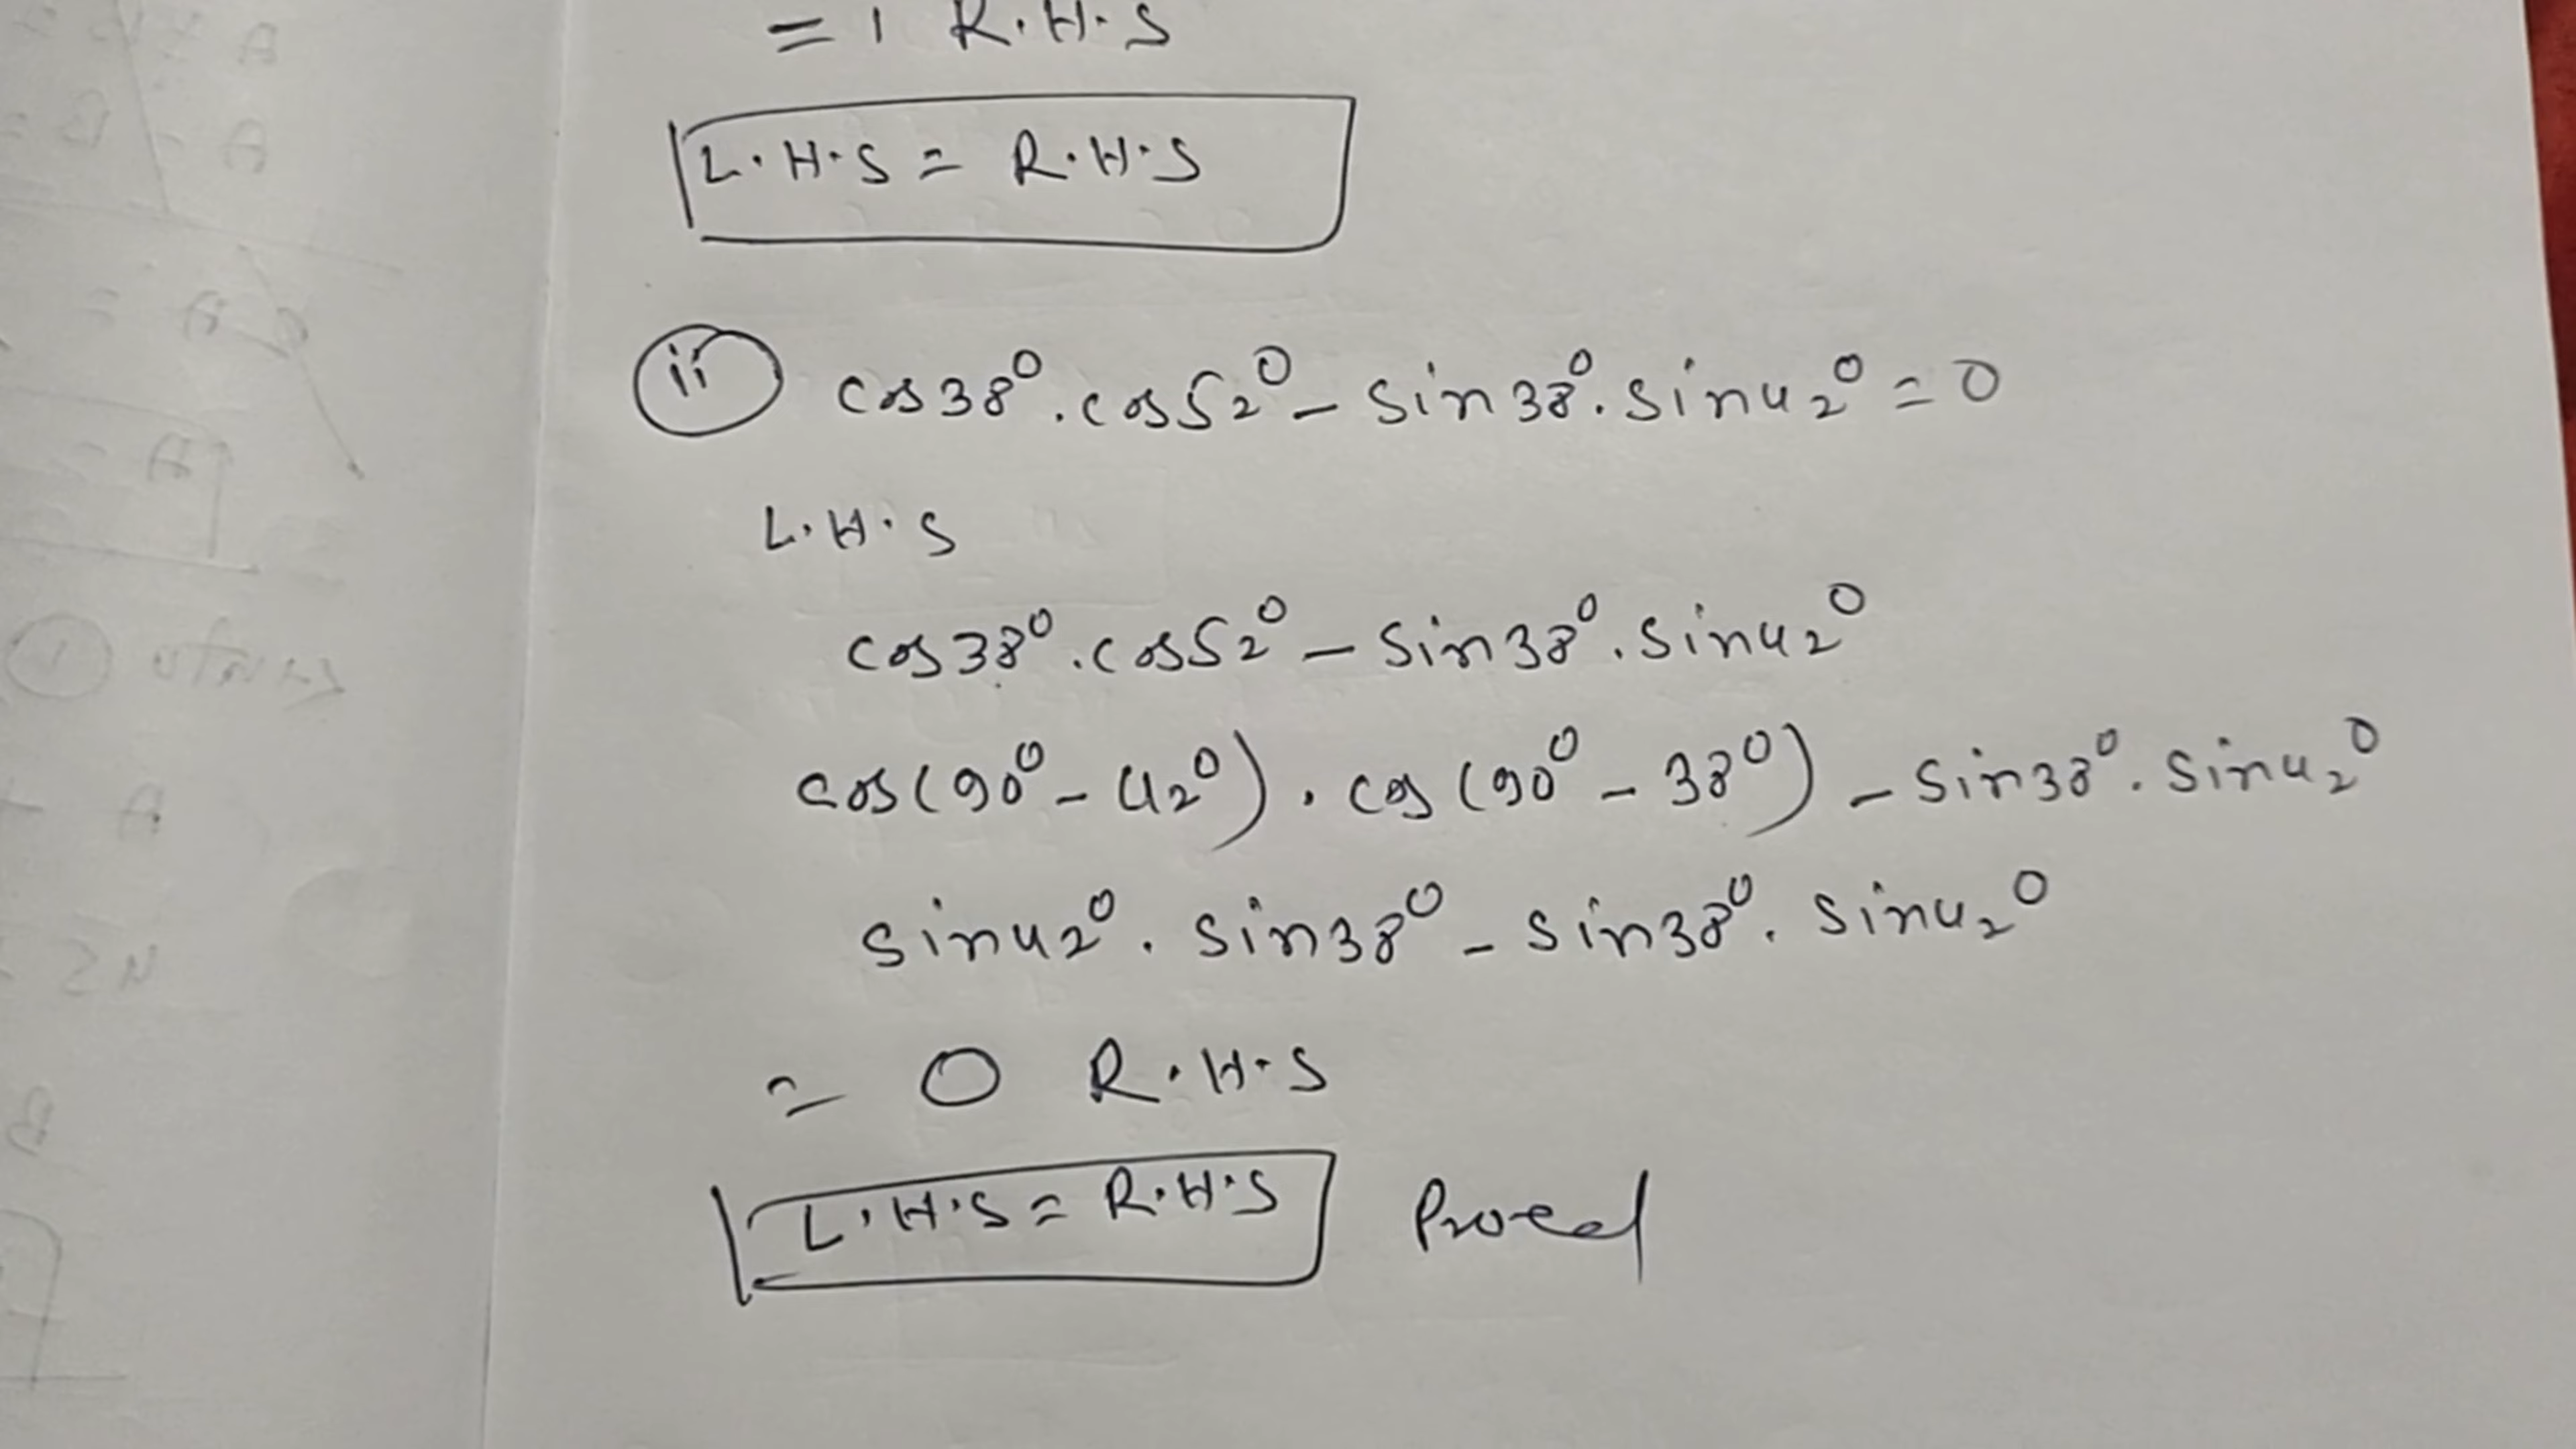 = 1 R.H.S
L.H.S = R.H.S
ii cos38°.cos52° - sin38°.sin42° = 0
L.H.S
cos38°.cos52° - sin38°.sin42°
cos(90° - 42°).cos(90° - 38°) - sin38°.sin42°
sin42°.sin38° - sin38°.sin42°
= 0 R.H.S
L.H.S = R.H.S Proved